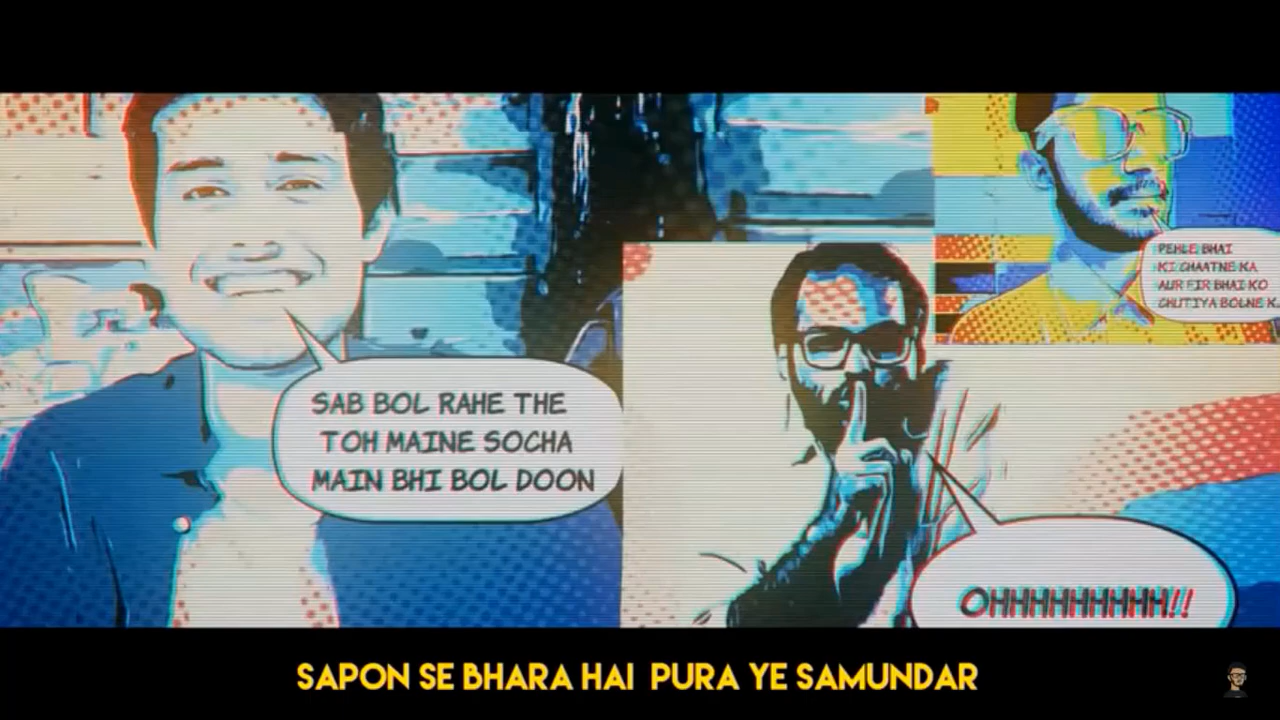 SAB BOL RAHE THE
TOH MAINE SOCHA
MAIN BHI BOL DOON
PEHLE BHAI
KI CHAATNE KA
AUR FIR BHAI KO
CHUTIYA BOLNE K
OHHHHHHHHH!!
SAPON SE BHARA HAI PURA YE SAMUNDAR